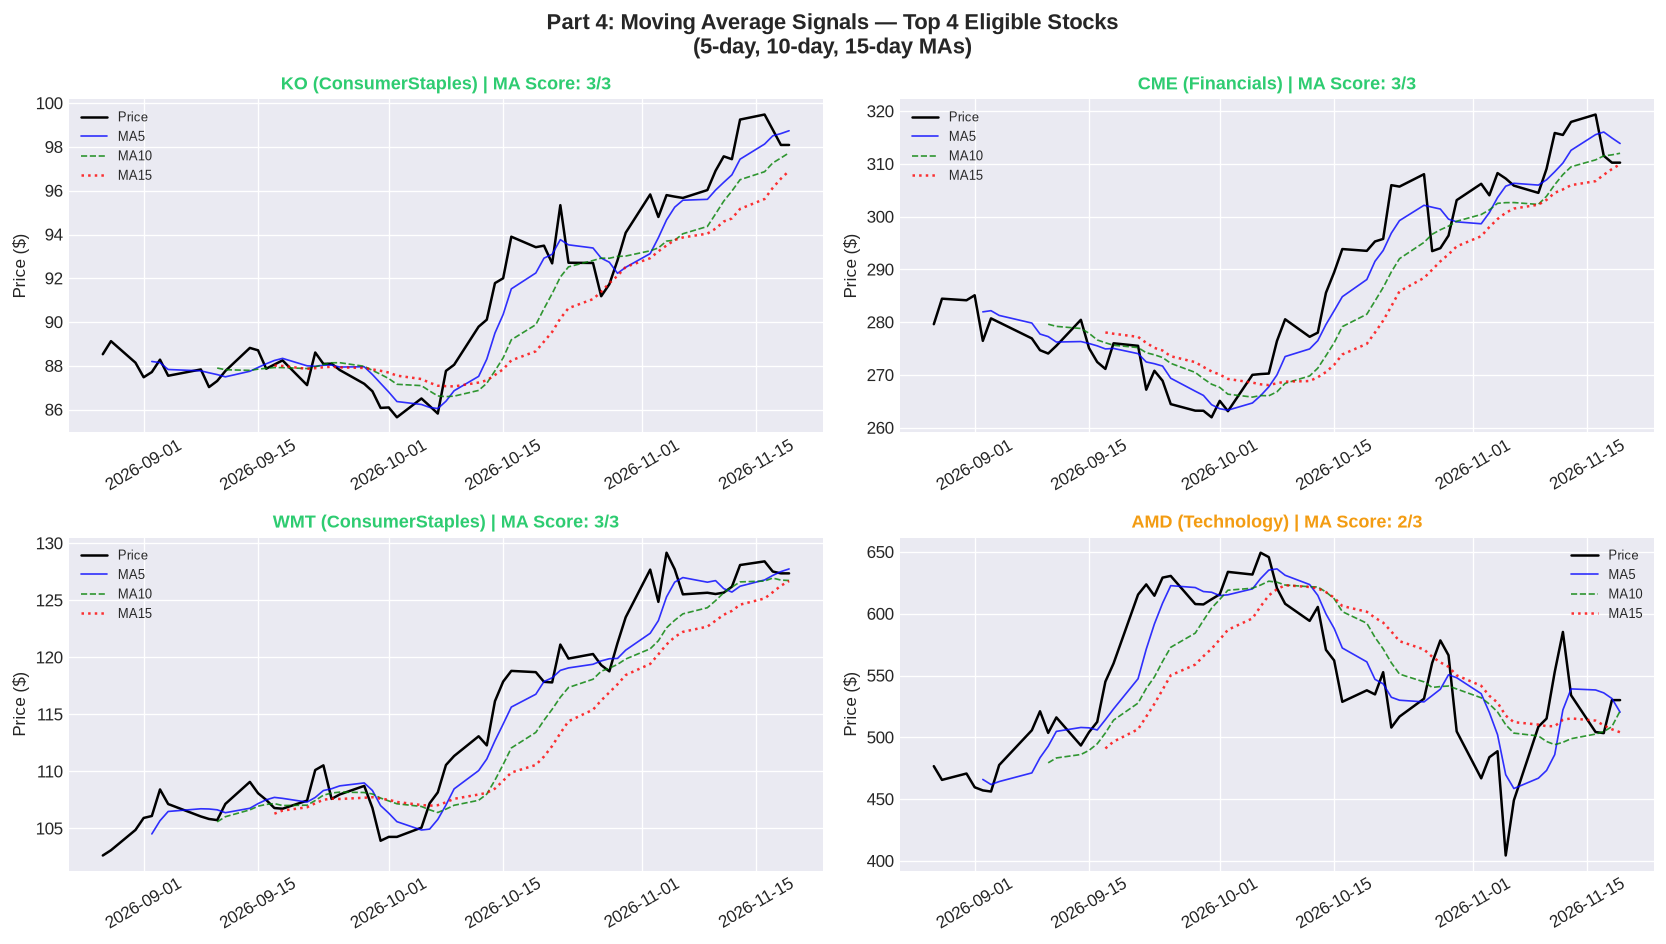 Part 4: Moving Average Signals — Top 4 Eligible Stocks
(5-day, 10-day, 15-day MAs)
KO (ConsumerStaples) | MA Score: 3/3
Price ($)
100
98
96
94
92
90
88
86
Price
MA5
MA10
MA15
2026-09-01
2026-09-15
2026-10-01
2026-10-15
2026-11-01
2026-11-15
CME (Financials) | MA Score: 3/3
Price ($)
320
310
300
290
280
270
260
Price
MA5
MA10
MA15
2026-09-01
2026-09-15
2026-10-01
2026-10-15
2026-11-01
2026-11-15
WMT (ConsumerStaples) | MA Score: 3/3
Price ($)
130
125
120
115
110
105
Price
MA5
MA10
MA15
2026-09-01
2026-09-15
2026-10-01
2026-10-15
2026-11-01
2026-11-15
AMD (Technology) | MA Score: 2/3
Price ($)
650
600
550
500
450
400
Price
MA5
MA10
MA15
2026-09-01
2026-09-15
2026-10-01
2026-10-15
2026-11-01
2026-11-15